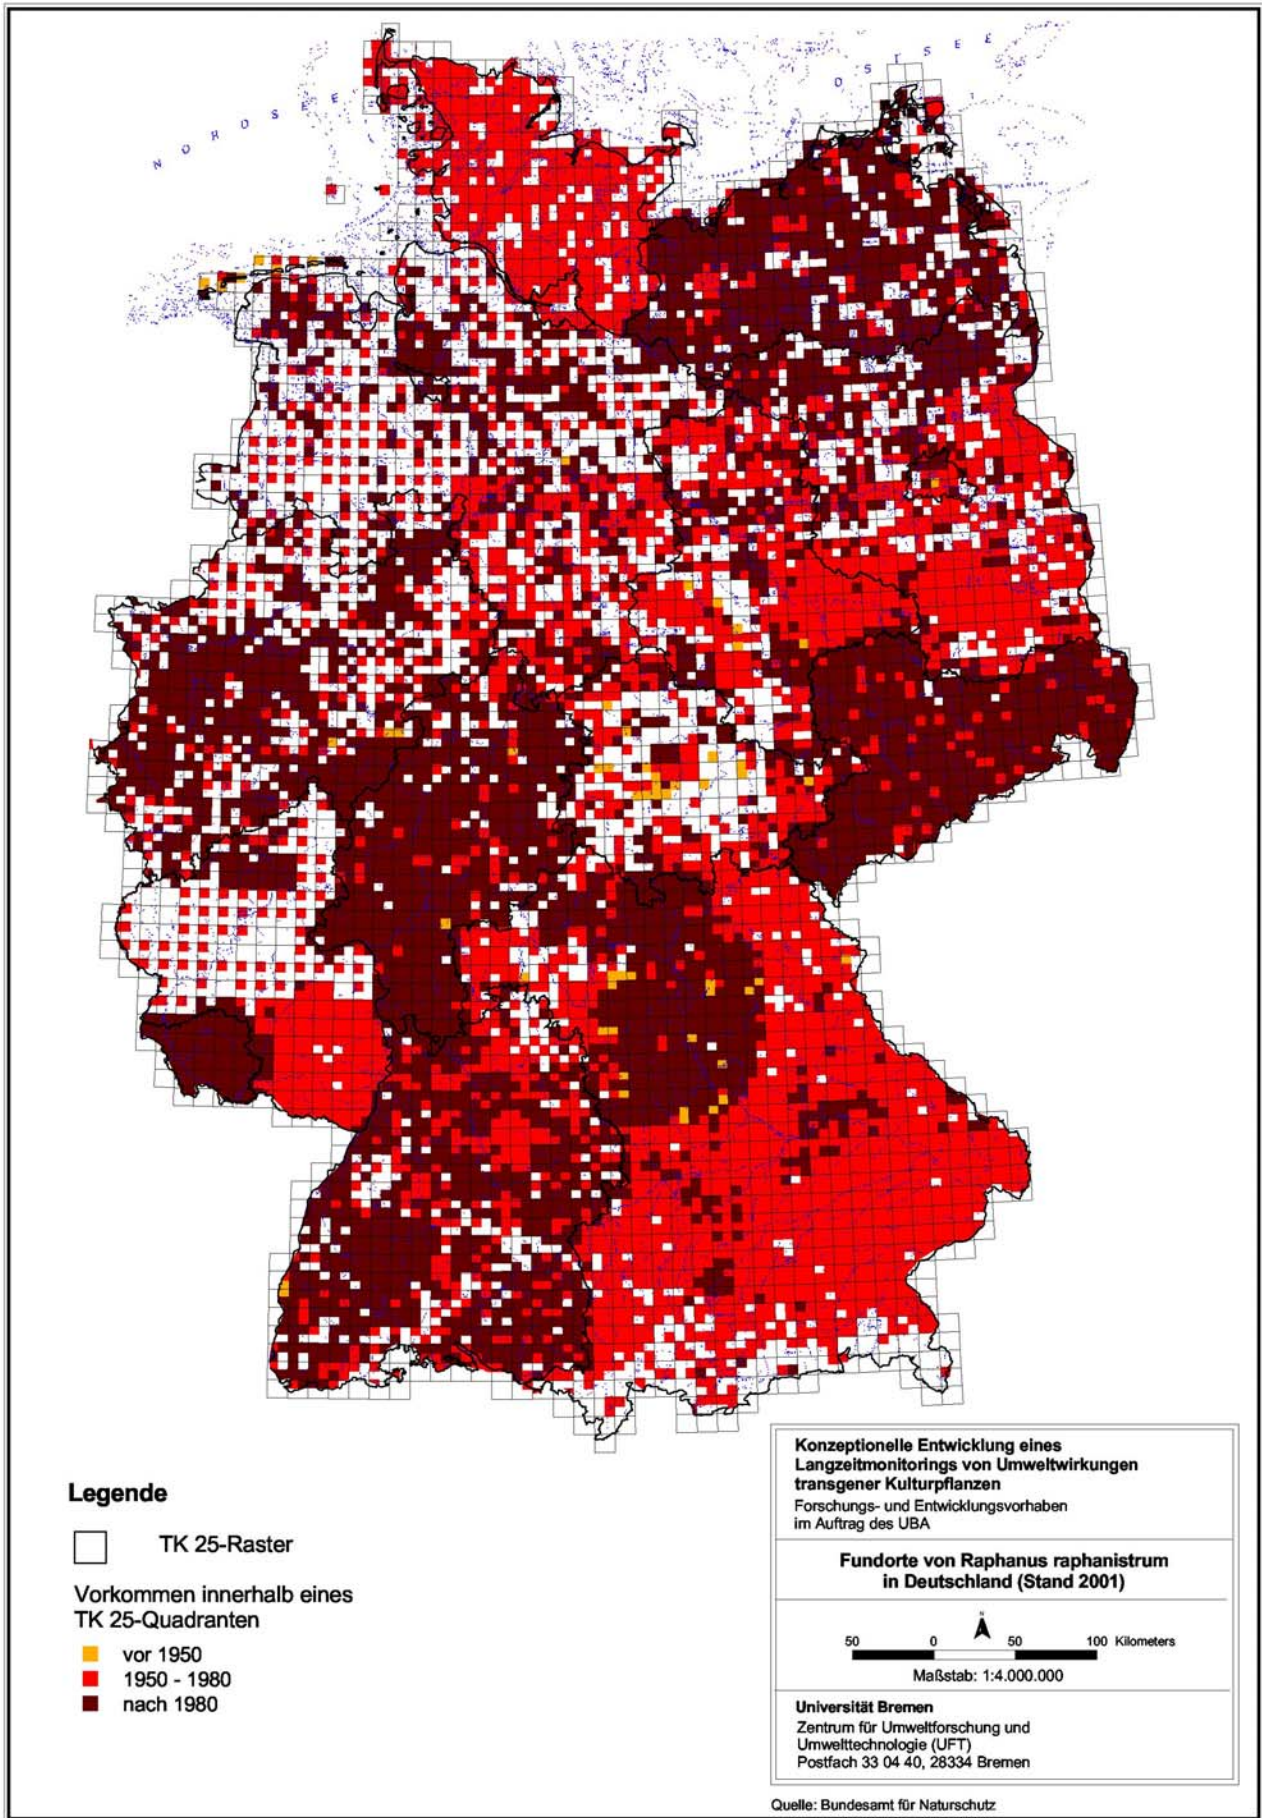 N O R D S E E
O S T S E E
Legende
TK 25-Raster
Vorkommen innerhalb eines
TK 25-Quadranten
vor 1950
1950 - 1980
nach 1980
Konzeptionelle Entwicklung eines
Langzeitmonitorings von Umweltwirkungen
transgener Kulturpflanzen
Forschungs- und Entwicklungsvorhaben
im Auftrag des UBA
Fundorte von Raphanus raphanistrum
in Deutschland (Stand 2001)
N
50 0 50 100 Kilometers
Maßstab: 1:4.000.000
Universität Bremen
Zentrum für Umweltforschung und
Umwelttechnologie (UFT)
Postfach 33 04 40, 28334 Bremen
Quelle: Bundesamt für Naturschutz